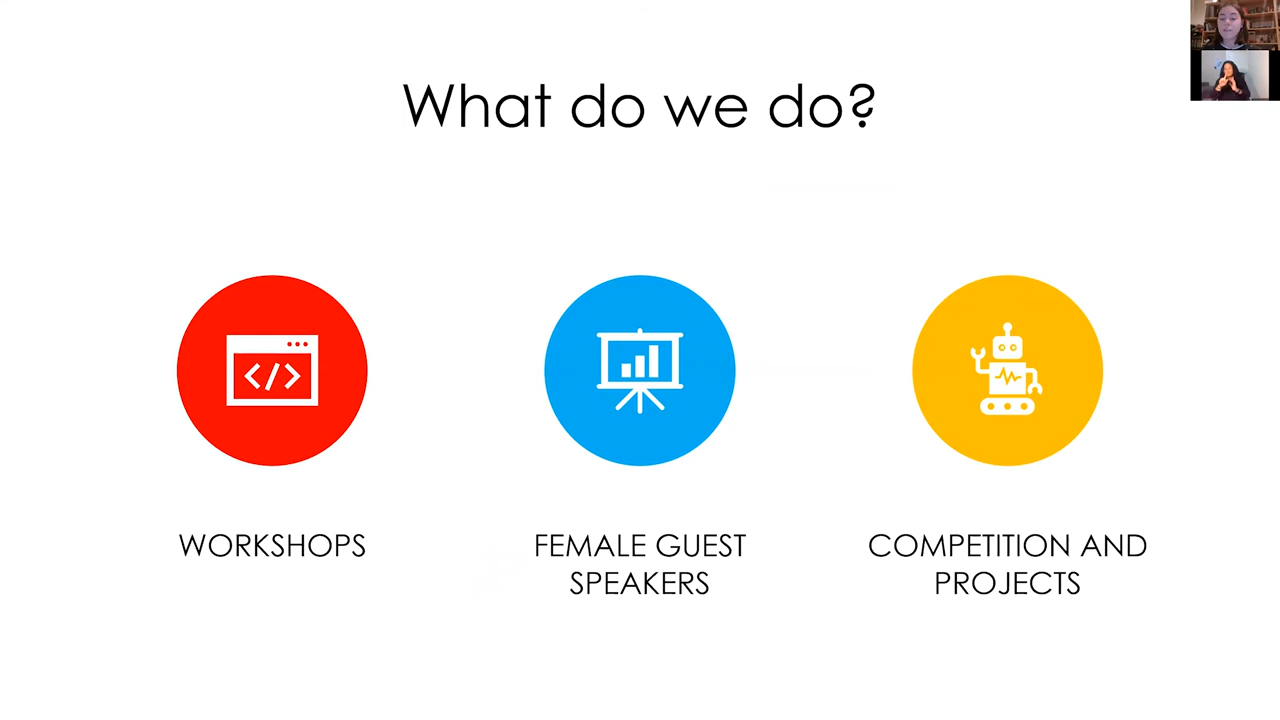 What do we do?
</>
WORKSHOPS
FEMALE GUEST
SPEAKERS
COMPETITION AND
PROJECTS